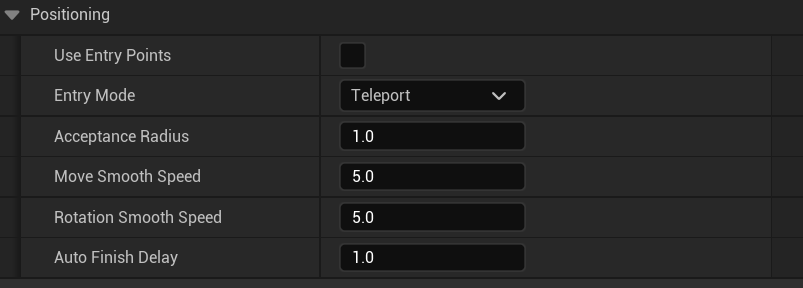 Positioning
Use Entry Points
Entry Mode Teleport
Acceptance Radius 1.0
Move Smooth Speed 5.0
Rotation Smooth Speed 5.0
Auto Finish Delay 1.0